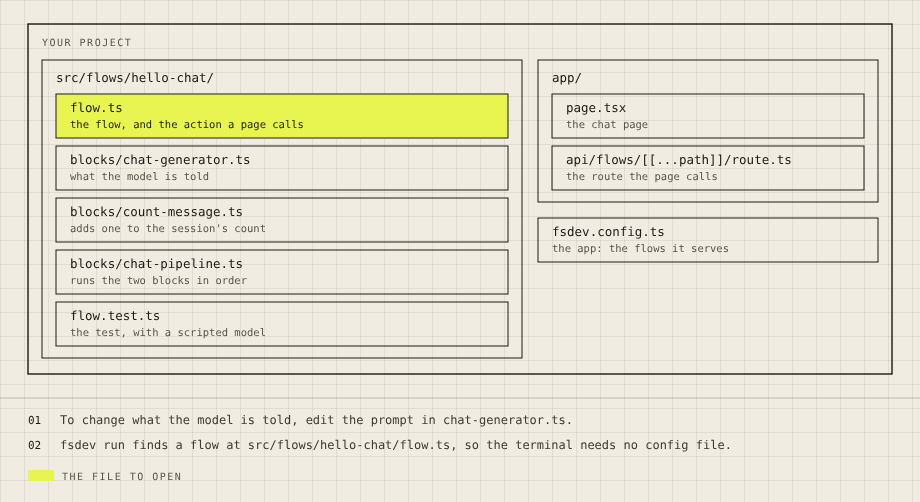 YOUR PROJECT
src/flows/hello-chat/
flow.ts
the flow, and the action a page calls
blocks/chat-generator.ts
what the model is told
blocks/count-message.ts
adds one to the session's count
blocks/chat-pipeline.ts
runs the two blocks in order
flow.test.ts
the test, with a scripted model
app/
page.tsx
the chat page
api/flows/[[...path]]/route.ts
the route the page calls
fsdev.config.ts
the app: the flows it serves
01 To change what the model is told, edit the prompt in chat-generator.ts.
02 fsdev run finds a flow at src/flows/hello-chat/flow.ts, so the terminal needs no config file.
THE FILE TO OPEN